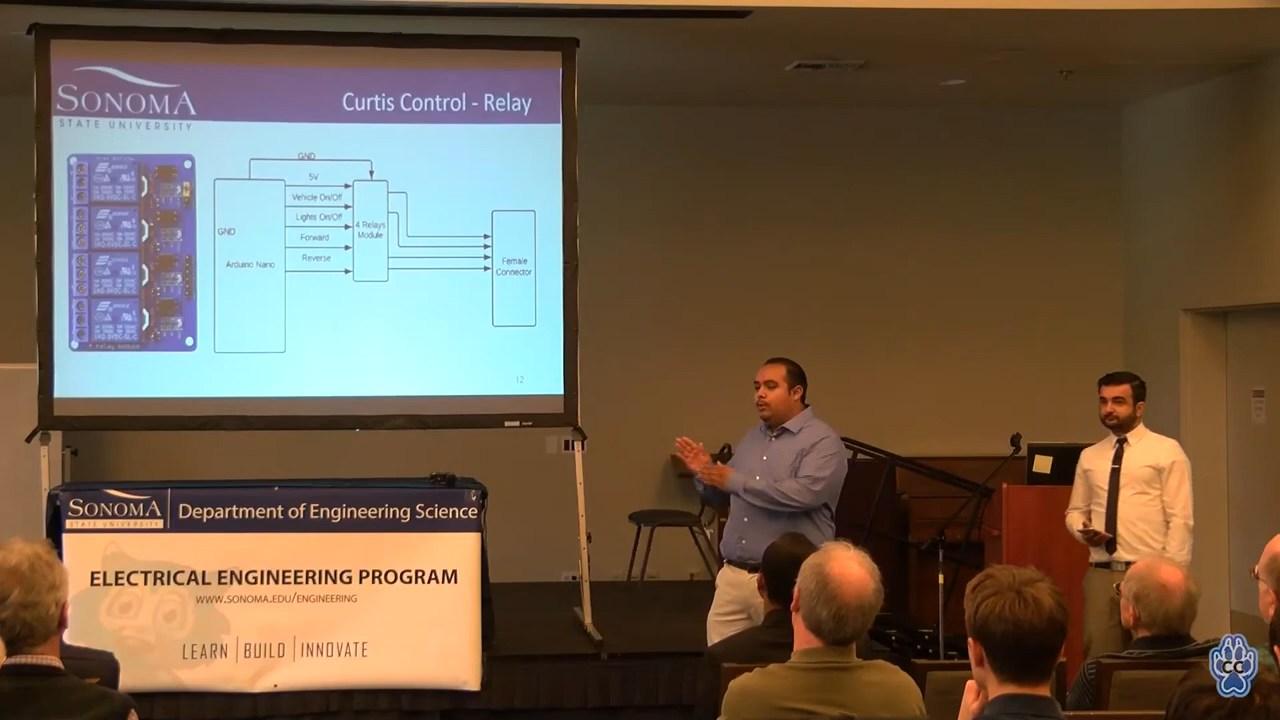 SONOMA
STATE UNIVERSITY
Curtis Control - Relay
GND
5V
Vehicle On/Off
Lights On/Off
Forward
Reverse
GND
Arduino Nano
4 Relays
Module
Female
Connector
12
SONOMA
STATE UNIVERSITY
Department of Engineering Science
ELECTRICAL ENGINEERING PROGRAM
WWW.SONOMA.EDU/ENGINEERING
LEARN | BUILD | INNOVATE
CC